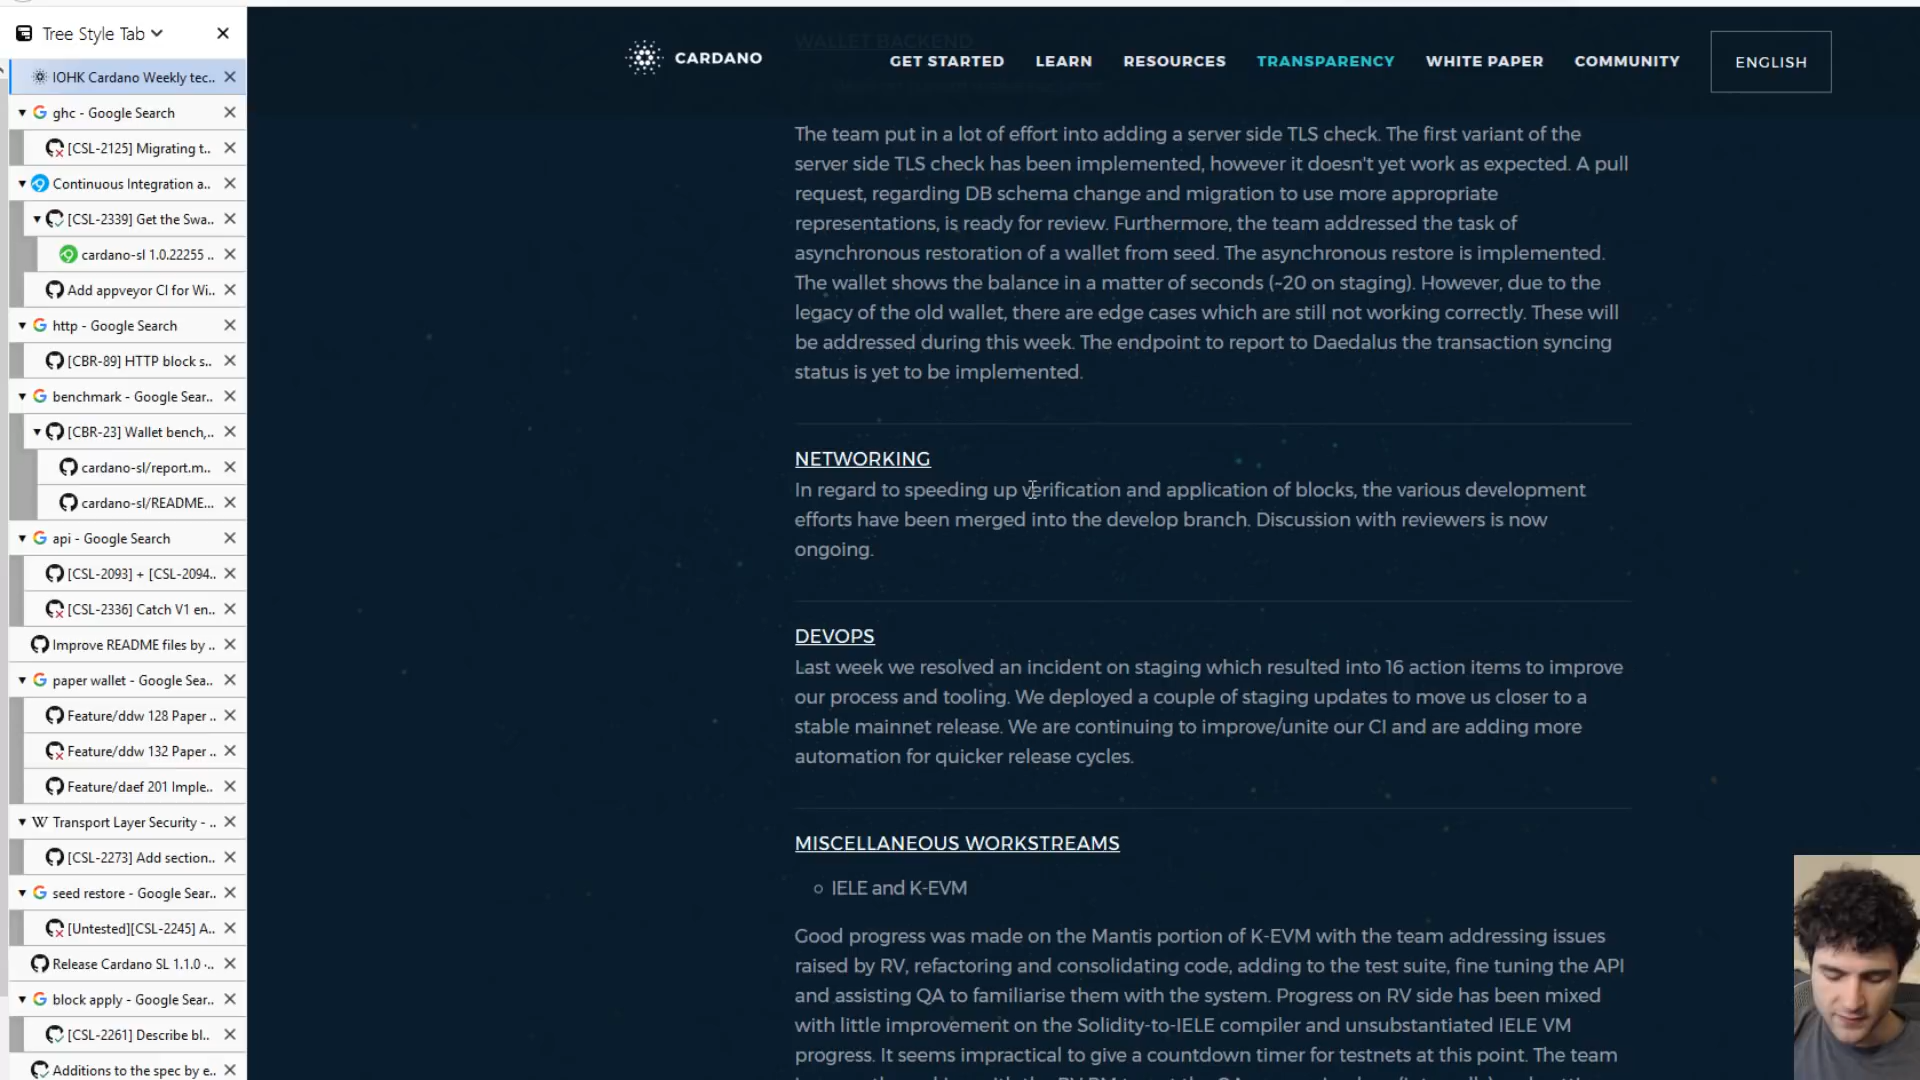 Tree Style Tab
IOHK Cardano Weekly tec..
ghc - Google Search
[CSL-2125] Migrating t..
Continuous Integration a..
[CSL-2339] Get the Swa..
cardano-sl 1.0.22255 ..
Add appveyor CI for Wi..
http - Google Search
[CBR-89] HTTP block s..
benchmark - Google Sear..
[CBR-23] Wallet bench,..
cardano-sl/report.m..
cardano-sl/README...
api - Google Search
[CSL-2093] + [CSL-2094..
[CSL-2336] Catch V1 en..
Improve README files by ..
paper wallet - Google Sea..
Feature/ddw 128 Paper ..
Feature/ddw 132 Paper ..
Feature/daef 201 Imple..
Transport Layer Security - ..
[CSL-2273] Add section..
seed restore - Google Sear..
[Untested][CSL-2245] A..
Release Cardano SL 1.1.0 ·..
block apply - Google Sear..
[CSL-2261] Describe bl..
Additions to the spec by e..
WALLET BACKEND
CARDANO
GET STARTED LEARN RESOURCES TRANSPARENCY WHITE PAPER COMMUNITY ENGLISH
The team put in a lot of effort into adding a server side TLS check. The first variant of the
server side TLS check has been implemented, however it doesn't yet work as expected. A pull
request, regarding DB schema change and migration to use more appropriate
representations, is ready for review. Furthermore, the team addressed the task of
asynchronous restoration of a wallet from seed. The asynchronous restore is implemented.
The wallet shows the balance in a matter of seconds (~20 on staging). However, due to the
legacy of the old wallet, there are edge cases which are still not working correctly. These will
be addressed during this week. The endpoint to report to Daedalus the transaction syncing
status is yet to be implemented.
NETWORKING
In regard to speeding up verification and application of blocks, the various development
efforts have been merged into the develop branch. Discussion with reviewers is now
ongoing.
DEVOPS
Last week we resolved an incident on staging which resulted into 16 action items to improve
our process and tooling. We deployed a couple of staging updates to move us closer to a
stable mainnet release. We are continuing to improve/unite our CI and are adding more
automation for quicker release cycles.
MISCELLANEOUS WORKSTREAMS
IELE and K-EVM
Good progress was made on the Mantis portion of K-EVM with the team addressing issues
raised by RV, refactoring and consolidating code, adding to the test suite, fine tuning the API
and assisting QA to familiarise them with the system. Progress on RV side has been mixed
with little improvement on the Solidity-to-IELE compiler and unsubstantiated IELE VM
progress. It seems impractical to give a countdown timer for testnets at this point. The team